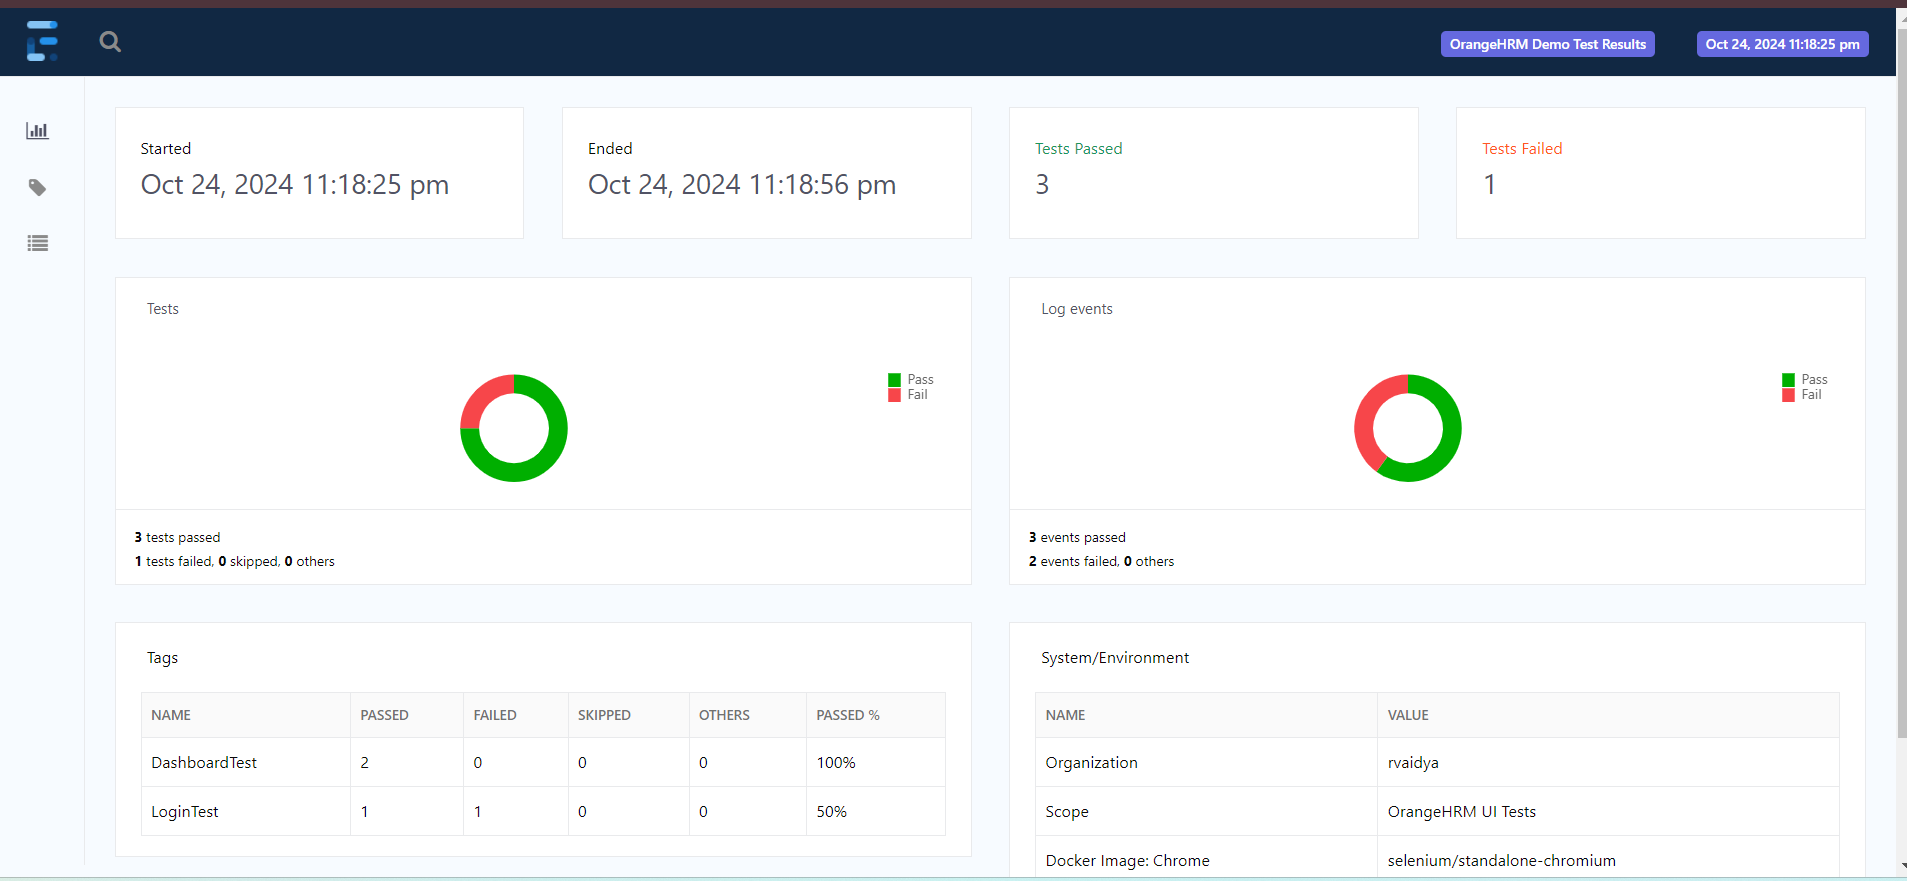 OrangeHRM Demo Test Results
Oct 24, 2024 11:18:25 pm
Started
Oct 24, 2024 11:18:25 pm
Ended
Oct 24, 2024 11:18:56 pm
Tests Passed
3
Tests Failed
1
Tests
Pass
Fail
3 tests passed
1 tests failed, 0 skipped, 0 others
Log events
Pass
Fail
3 events passed
2 events failed, 0 others
Tags
NAME PASSED FAILED SKIPPED OTHERS PASSED %
DashboardTest 2 0 0 0 100%
LoginTest 1 1 0 0 50%
System/Environment
NAME VALUE
Organization rvaidya
Scope OrangeHRM UI Tests
Docker Image: Chrome selenium/standalone-chromium